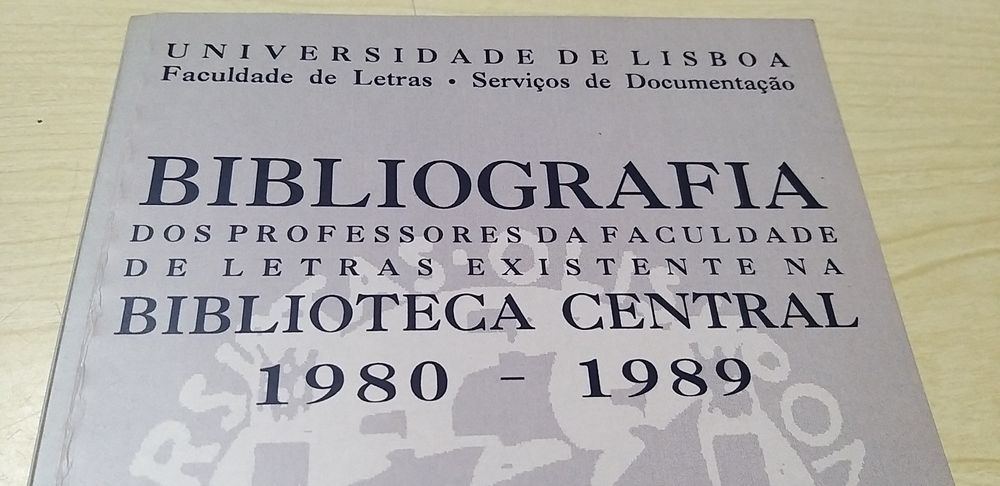 UNIVERSIDADE DE LISBOA
Faculdade de Letras • Serviços de Documentação
BIBLIOGRAFIA
DOS PROFESSORES DA FACULDADE
DE LETRAS EXISTENTE NA
BIBLIOTECA CENTRAL
1980 - 1989